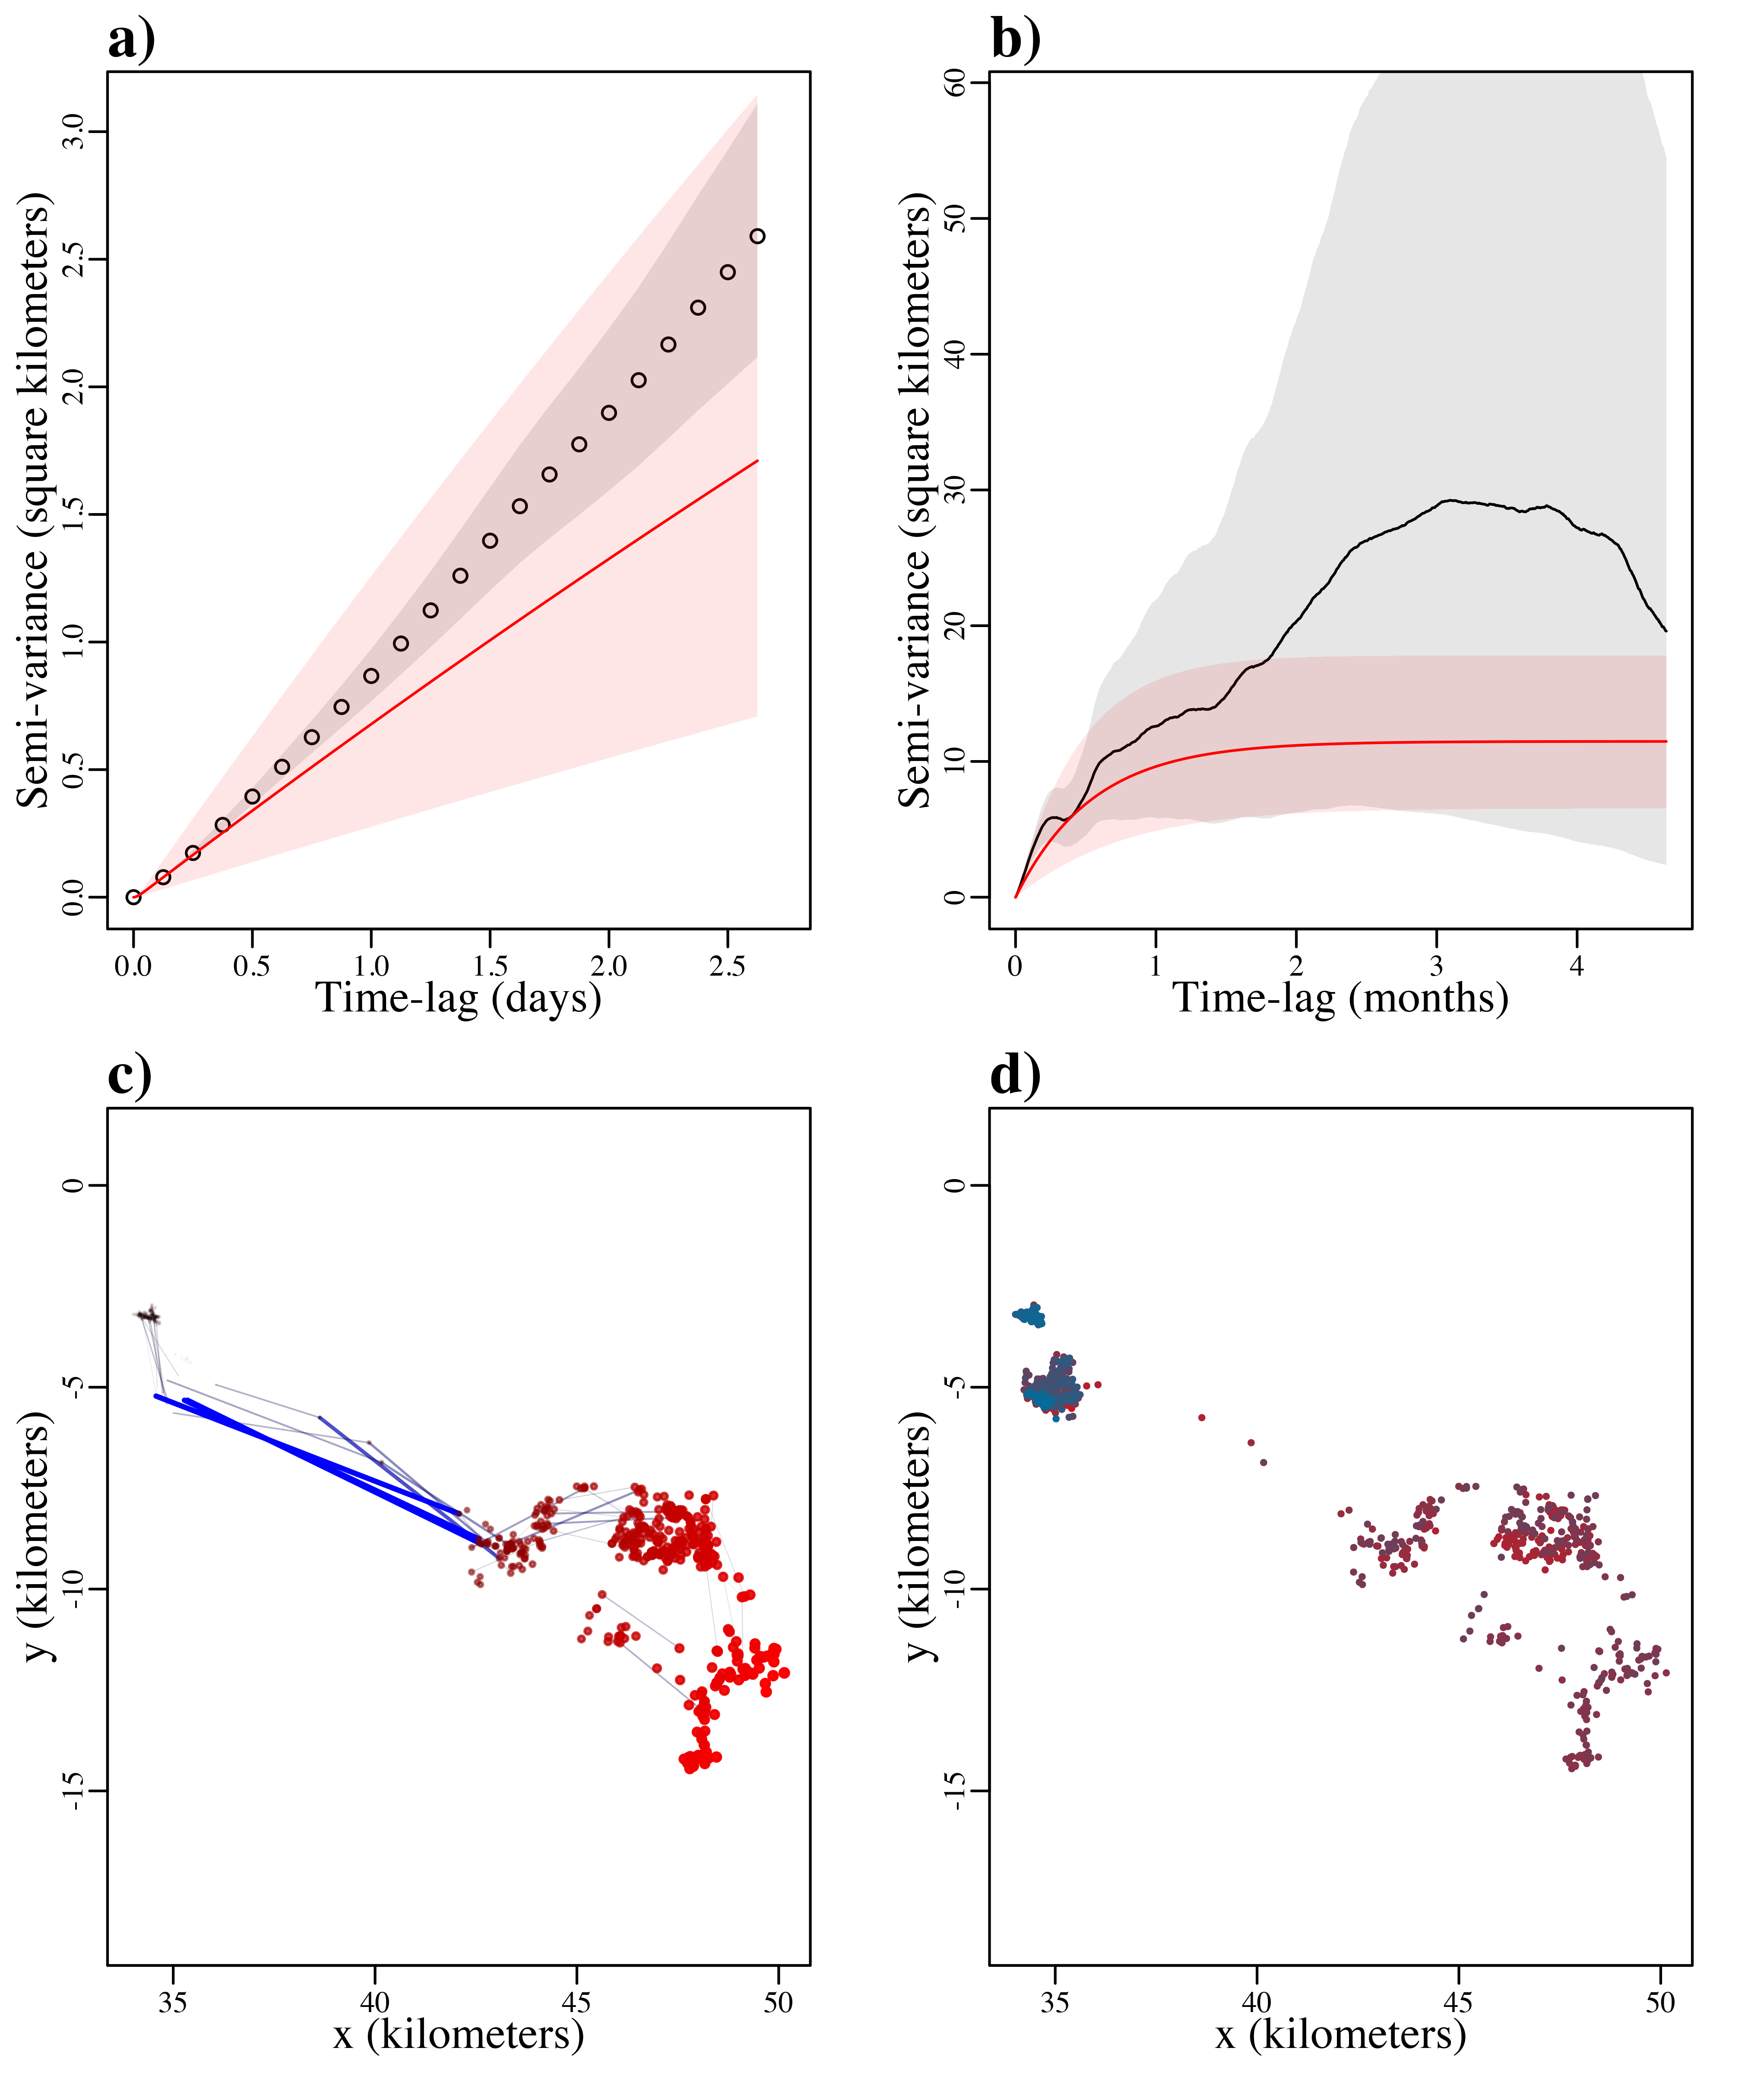 a)
Semi-variance (square kilometers)
3.0
2.5
2.0
1.5
1.0
0.5
0.0
0.0 0.5 1.0 1.5 2.0 2.5
Time-lag (days)
b)
Semi-variance (square kilometers)
60
50
40
30
20
10
0
0 1 2 3 4
Time-lag (months)
c)
y (kilometers)
0
-5
-10
-15
35 40 45 50
x (kilometers)
d)
y (kilometers)
0
-5
-10
-15
35 40 45 50
x (kilometers)